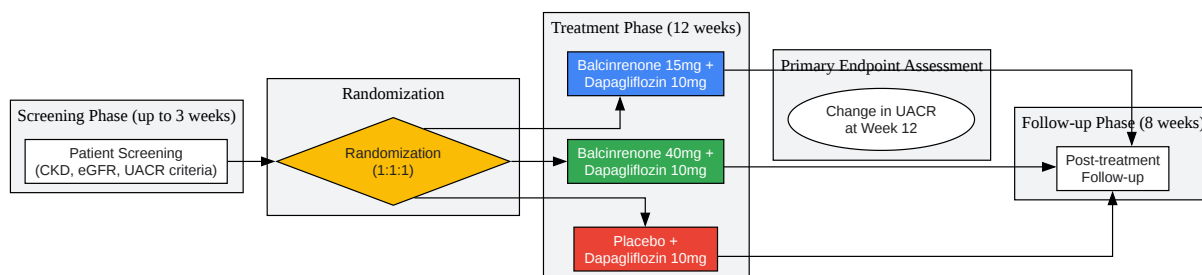 Screening Phase (up to 3 weeks)
Patient Screening
(CKD, eGFR, UACR criteria)
Randomization
Randomization
(1:1:1)
Treatment Phase (12 weeks)
Balcinrenone 15mg +
Dapagliflozin 10mg
Balcinrenone 40mg +
Dapagliflozin 10mg
Placebo +
Dapagliflozin 10mg
Primary Endpoint Assessment
Change in UACR
at Week 12
Follow-up Phase (8 weeks)
Post-treatment
Follow-up